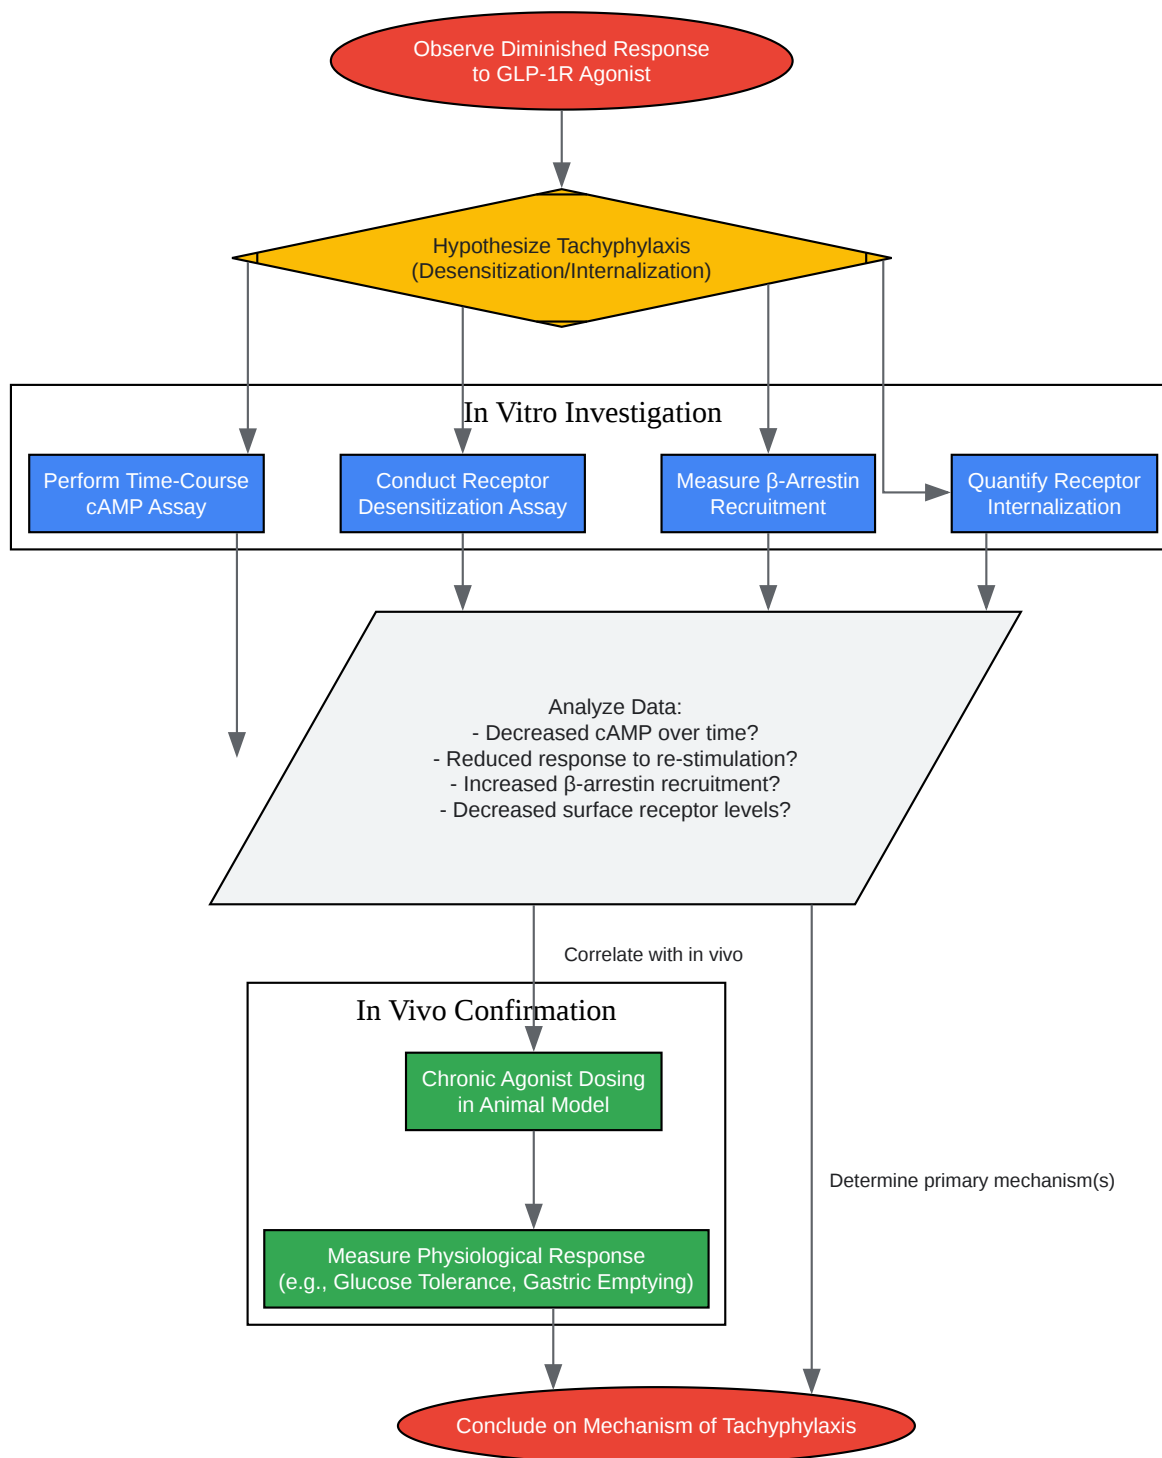 Observe Diminished Response
to GLP-1R Agonist
Hypothesize Tachyphylaxis
(Desensitization/Internalization)
In Vitro Investigation
Perform Time-Course
cAMP Assay
Conduct Receptor
Desensitization Assay
Measure β-Arrestin
Recruitment
Quantify Receptor
Internalization
Analyze Data:
- Decreased cAMP over time?
- Reduced response to re-stimulation?
- Increased β-arrestin recruitment?
- Decreased surface receptor levels?
Correlate with in vivo
In Vivo Confirmation
Chronic Agonist Dosing
in Animal Model
Determine primary mechanism(s)
Measure Physiological Response
(e.g., Glucose Tolerance, Gastric Emptying)
Conclude on Mechanism of Tachyphylaxis